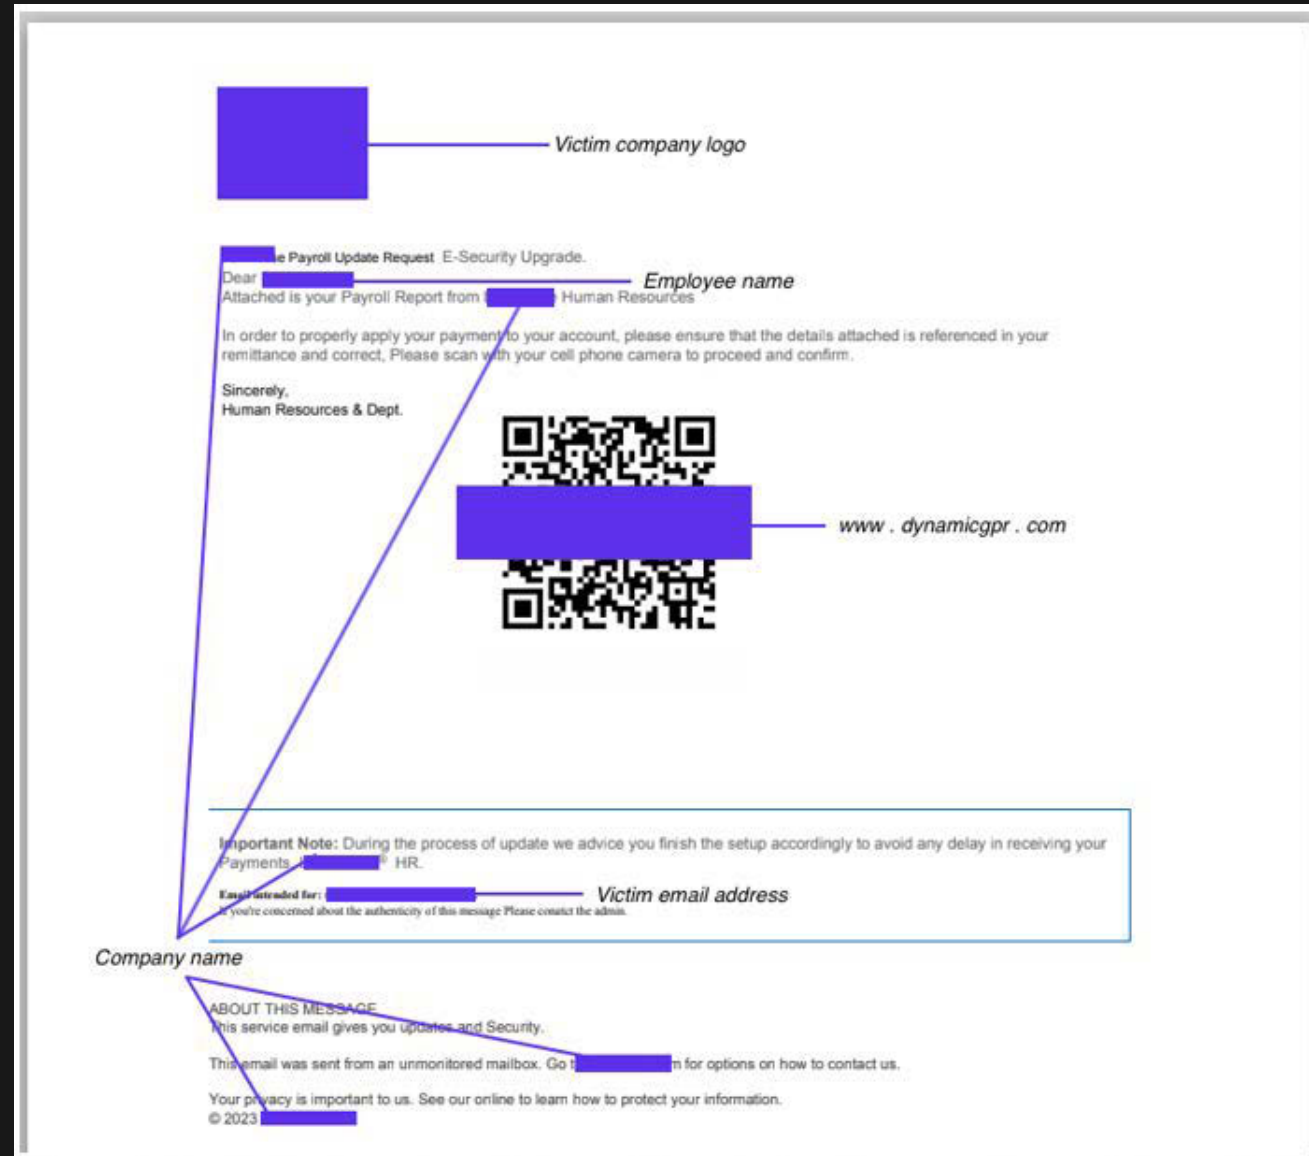 Victim company logo
e Payroll Update Request E-Security Upgrade.
Dear
Employee name
Attached is your Payroll Report from Human Resources
In order to properly apply your payment to your account, please ensure that the details attached is referenced in your
remittance and correct, Please scan with your cell phone camera to proceed and confirm.
Sincerely,
Human Resources & Dept.
www . dynamicgpr . com
Important Note: During the process of update we advice you finish the setup accordingly to avoid any delay in receiving your
Payments, ® HR.
Email intended for:
Victim email address
If you're concerned about the authenticity of this message Please conatct the admin.
Company name
ABOUT THIS MESSAGE
This service email gives you updates and Security.
This email was sent from an unmonitored mailbox. Go t m for options on how to contact us.
Your privacy is important to us. See our online to learn how to protect your information.
© 2023